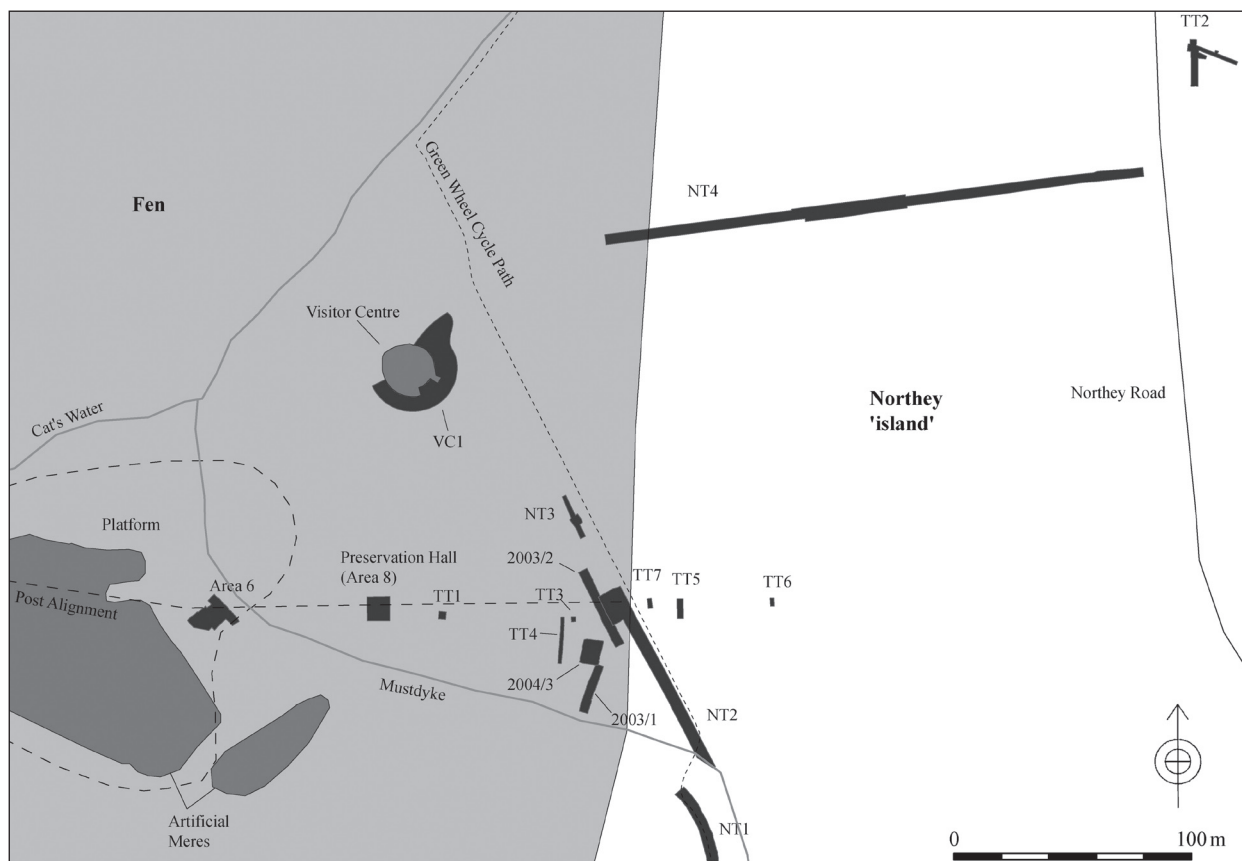 TT2
Green Wheel Cycle Path
NT4
Fen
Visitor Centre
Northey
'island'
Northey Road
Cat's Water
VC1
Platform
NT3
Preservation Hall
(Area 8)
2003/2
Area 6
Post Alignment
TT1
TT3
TT7
TT5
TT6
TT4
2004/3
Mustdyke
2003/1
NT2
Artificial
Meres
NT1
0
100 m